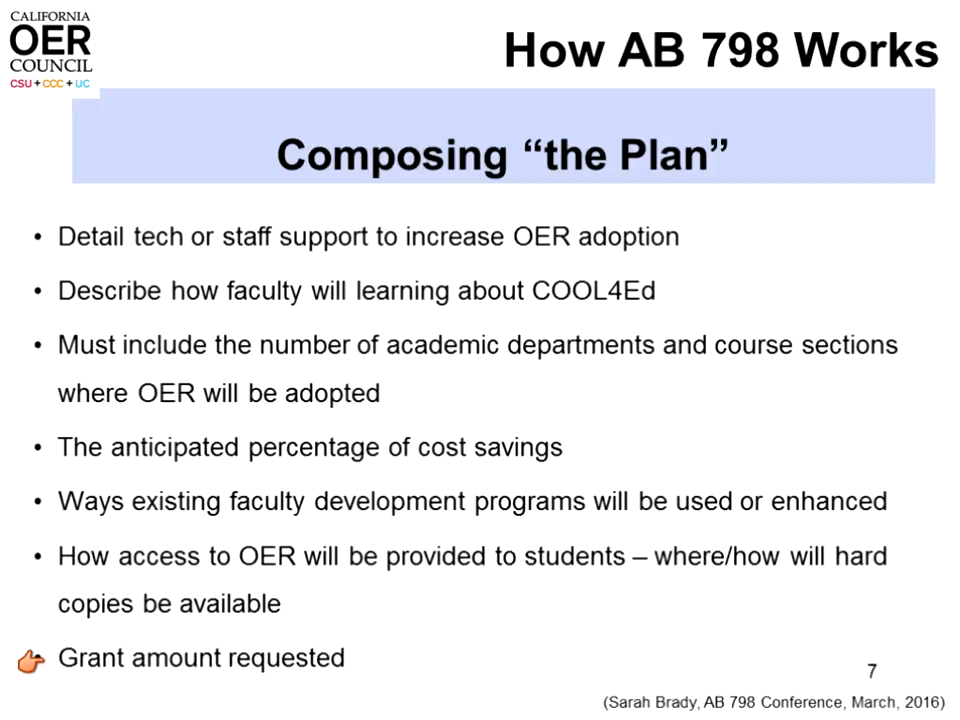 CALIFORNIA
OER
COUNCIL
CSU + CCC + UC
How AB 798 Works
Composing “the Plan”
• Detail tech or staff support to increase OER adoption
• Describe how faculty will learning about COOL4Ed
• Must include the number of academic departments and course sections
where OER will be adopted
• The anticipated percentage of cost savings
• Ways existing faculty development programs will be used or enhanced
• How access to OER will be provided to students – where/how will hard
copies be available
Grant amount requested
7
(Sarah Brady, AB 798 Conference, March, 2016)